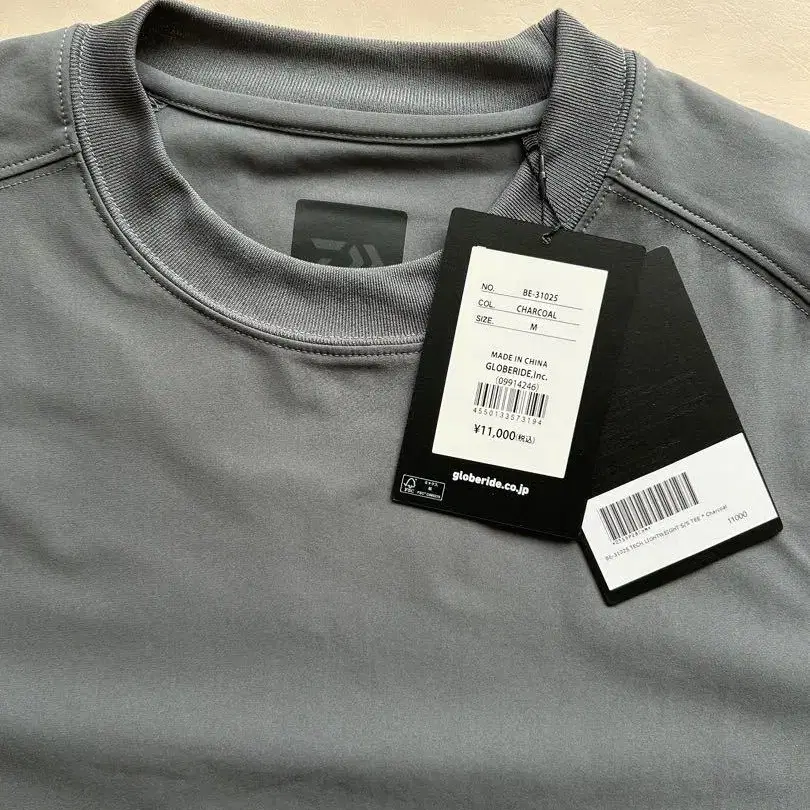 NO. BE-31025
COL. CHARCOAL
SIZE. M
MADE IN CHINA
GLOBERIDE,Inc.
(09914246)
4550133573194
¥11,000(税込)
globeride.co.jp
FSC
BE-31025 TECH LIGHTWEIGHT S/S TEE * Charcoal
11000